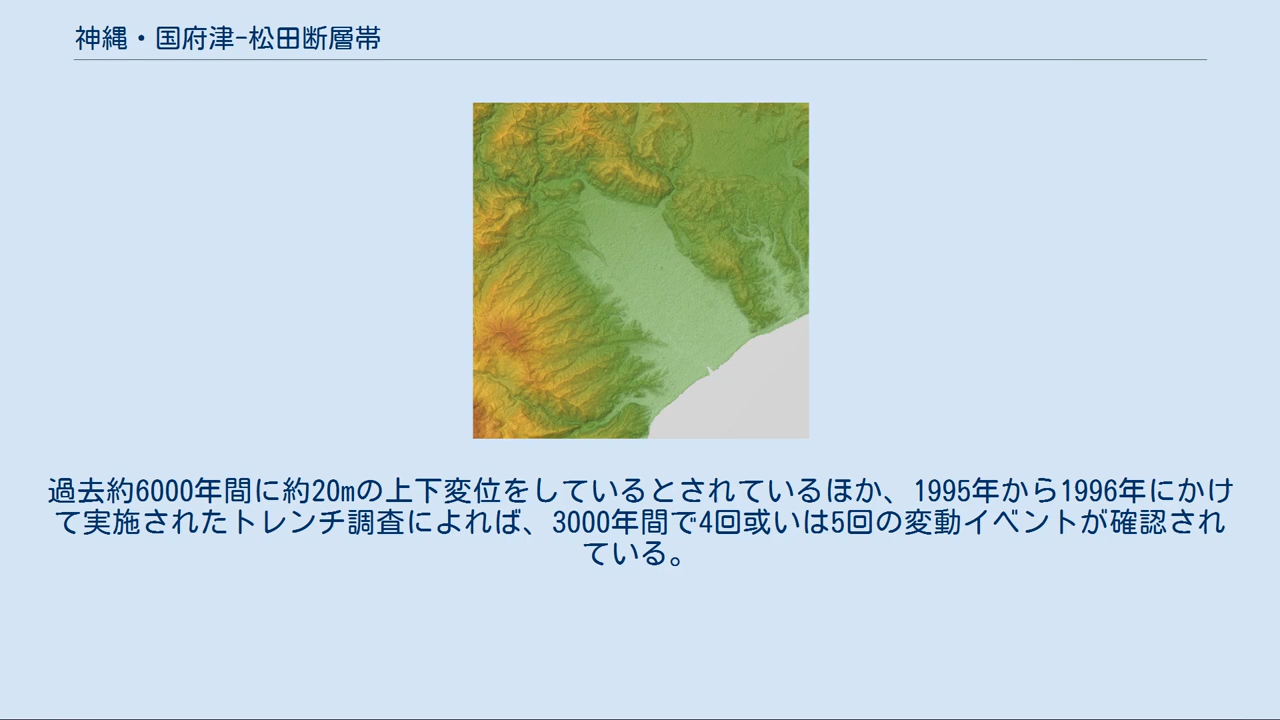 神縄・国府津-松田断層帯
過去約6000年間に約20mの上下変位をしているとされているほか、1995年から1996年にかけ
て実施されたトレンチ調査によれば、3000年間で4回或いは5回の変動イベントが確認され
ている。